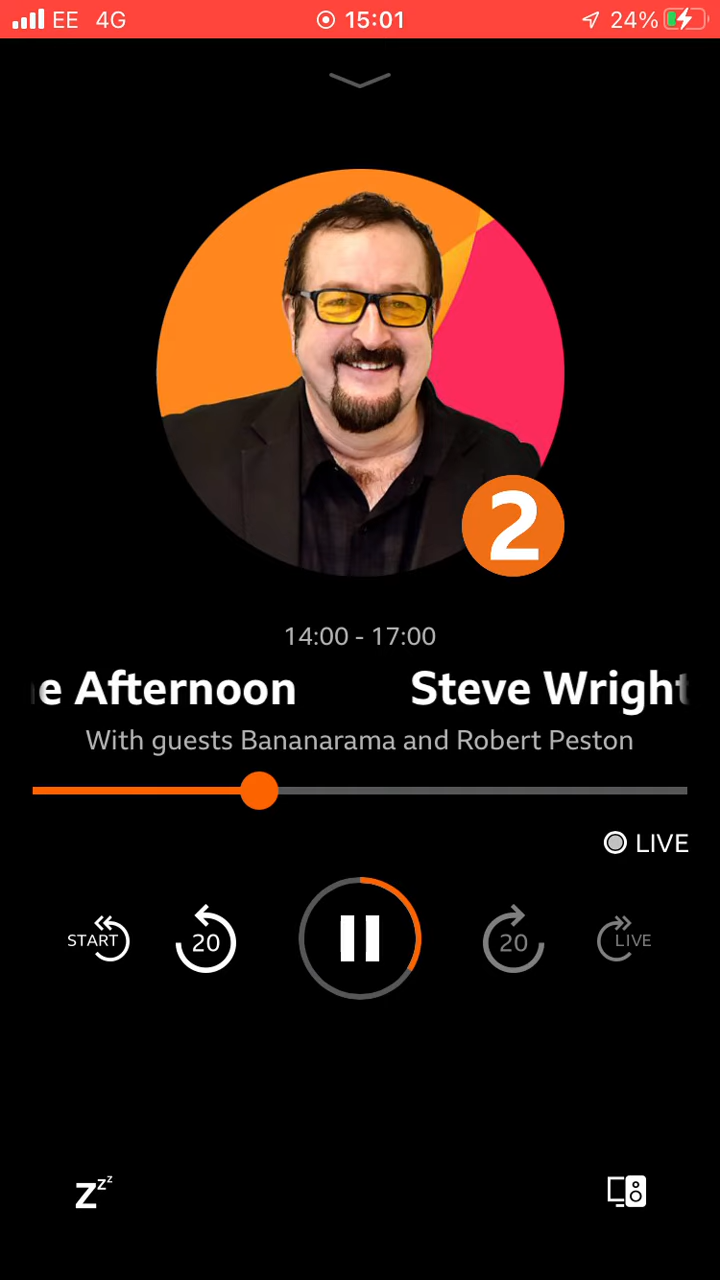 EE 4G 15:01 24%
2
14:00 - 17:00
e Afternoon Steve Wright
With guests Bananarama and Robert Peston
LIVE
START 20 20 LIVE
Zzz